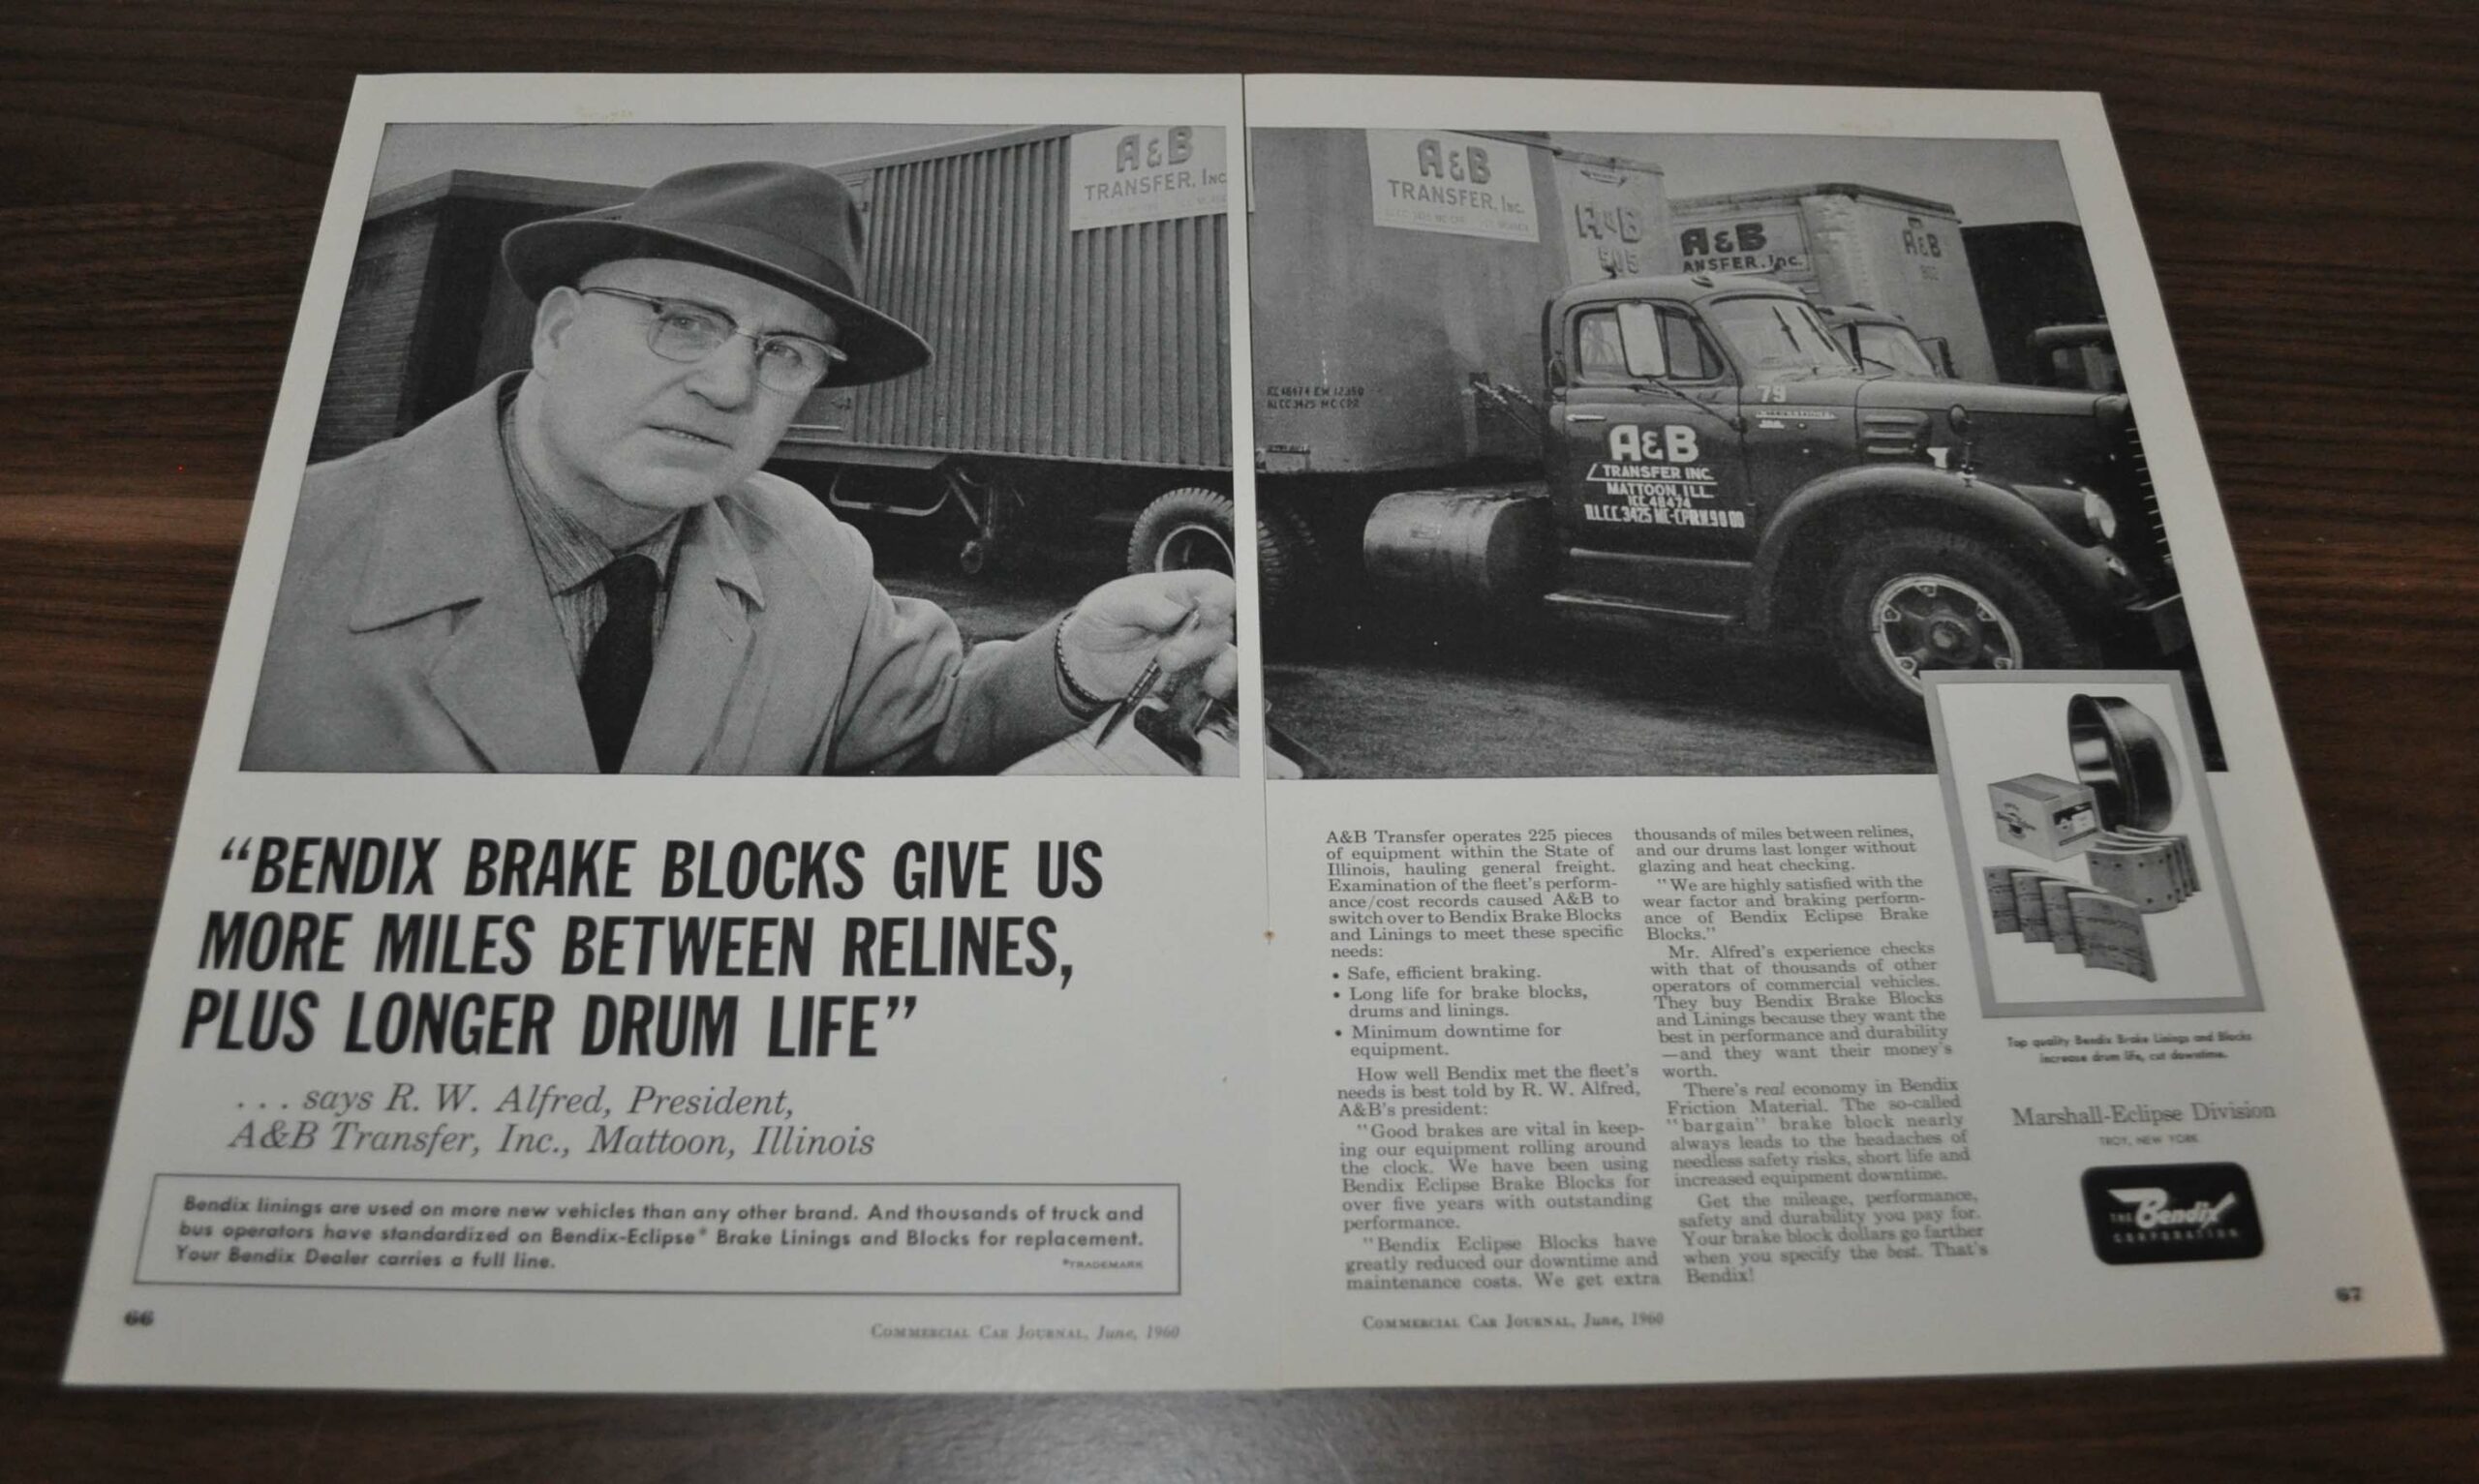 A&B
TRANSFER, INC
A&B
TRANSFER, INC.
A&B
515
A&B
ANSFER, Inc.
A&B
902
79
INTERNATIONAL
A&B
TRANSFER INC.
MATTOON, ILL.
ICC 48474
ILL.C.C. 3425 MC-CPR
“BENDIX BRAKE BLOCKS GIVE US
MORE MILES BETWEEN RELINES,
PLUS LONGER DRUM LIFE”
. . . says R. W. Alfred, President,
A&B Transfer, Inc., Mattoon, Illinois
Bendix linings are used on more new vehicles than any other brand. And thousands of truck and
bus operators have standardized on Bendix-Eclipse* Brake Linings and Blocks for replacement.
Your Bendix Dealer carries a full line.
*TRADEMARK
66
COMMERCIAL CAR JOURNAL, June, 1960
A&B Transfer operates 225 pieces
of equipment within the State of
Illinois, hauling general freight.
Examination of the fleet's perform-
ance/cost records caused A&B to
switch over to Bendix Brake Blocks
and Linings to meet these specific
needs:
• Safe, efficient braking.
• Long life for brake blocks,
drums and linings.
• Minimum downtime for
equipment.
How well Bendix met the fleet's
needs is best told by R. W. Alfred,
A&B's president:
"Good brakes are vital in keep-
ing our equipment rolling around
the clock. We have been using
Bendix Eclipse Brake Blocks for
over five years with outstanding
performance.
"Bendix Eclipse Blocks have
greatly reduced our downtime and
maintenance costs. We get extra
thousands of miles between relines,
and our drums last longer without
glazing and heat checking.
"We are highly satisfied with the
wear factor and braking perform-
ance of Bendix Eclipse Brake
Blocks."
Mr. Alfred's experience checks
with that of thousands of other
operators of commercial vehicles.
They buy Bendix Brake Blocks
and Linings because they want the
best in performance and durability
—and they want their money's
worth.
There's real economy in Bendix
Friction Material. The so-called
"bargain" brake block nearly
always leads to the headaches of
needless safety risks, short life and
increased equipment downtime.
Get the mileage, performance,
safety and durability you pay for.
Your brake block dollars go farther
when you specify the best. That's
Bendix!
Top quality Bendix Brake Linings and Blocks
increase drum life, cut downtime.
Marshall-Eclipse Division
TROY, NEW YORK
THE Bendix
CORPORATION
COMMERCIAL CAR JOURNAL, June, 1960
67